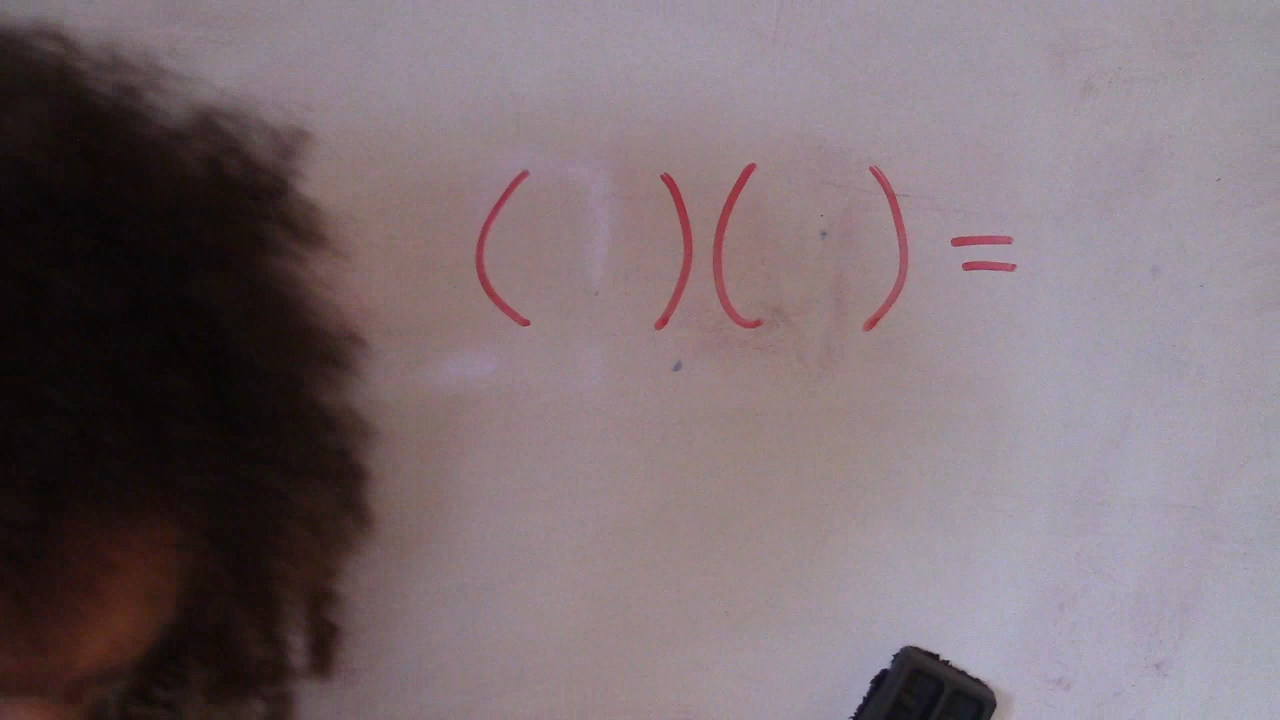 ( )( ) =